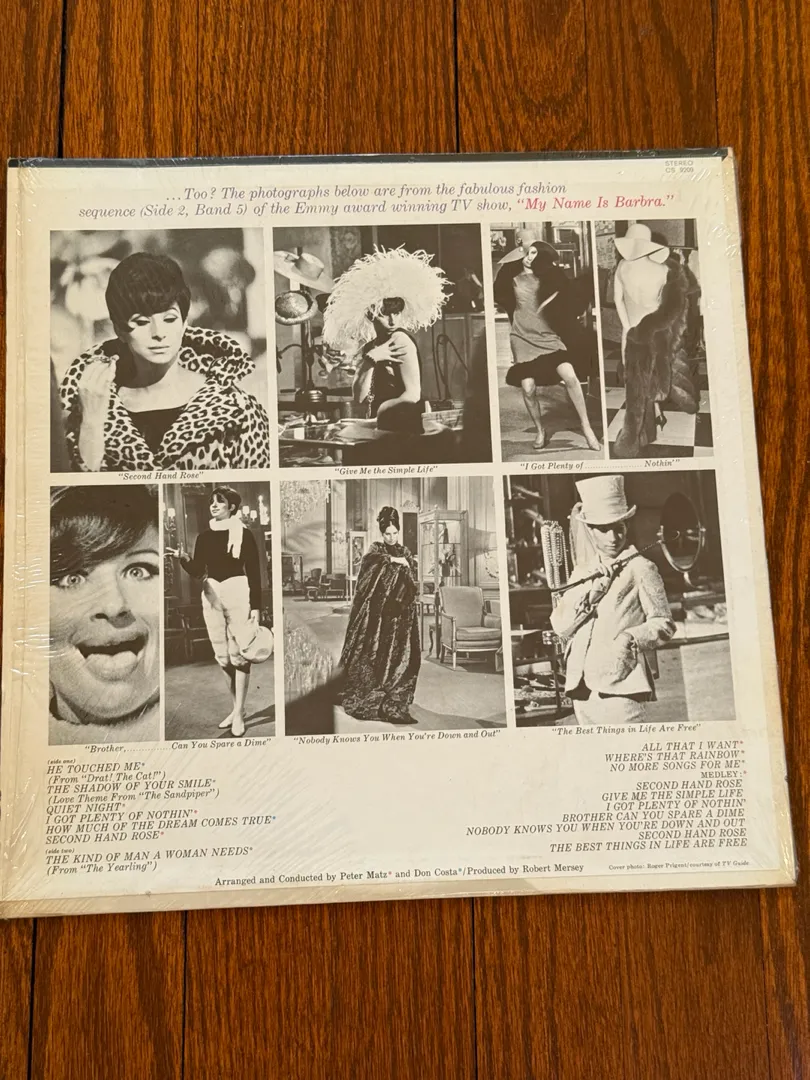 STEREO
CS 9209
...Too? The photographs below are from the fabulous fashion
sequence (Side 2, Band 5) of the Emmy award winning TV show, "My Name Is Barbra."
"Second Hand Rose"
"Give Me the Simple Life"
"I Got Plenty of............Nothin'"
"Brother,............Can You Spare a Dime"
"Nobody Knows You When You're Down and Out"
"The Best Things in Life Are Free"
(side one)
HE TOUCHED ME*
(From "Drat! The Cat!")
THE SHADOW OF YOUR SMILE*
(Love Theme From "The Sandpiper")
QUIET NIGHT*
I GOT PLENTY OF NOTHIN'*
HOW MUCH OF THE DREAM COMES TRUE*
SECOND HAND ROSE*
(side two)
THE KIND OF MAN A WOMAN NEEDS*
(From "The Yearling")
ALL THAT I WANT*
WHERE'S THAT RAINBOW*
NO MORE SONGS FOR ME*
MEDLEY:*
SECOND HAND ROSE
GIVE ME THE SIMPLE LIFE
I GOT PLENTY OF NOTHIN'
BROTHER CAN YOU SPARE A DIME
NOBODY KNOWS YOU WHEN YOU'RE DOWN AND OUT
SECOND HAND ROSE
THE BEST THINGS IN LIFE ARE FREE
Arranged and Conducted by Peter Matz* and Don Costa*/Produced by Robert Mersey
Cover photo: Roger Prigent/courtesy of TV Guide